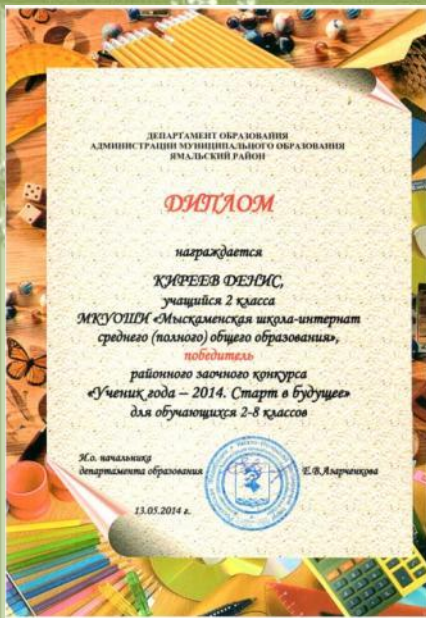 ДЕПАРТАМЕНТ ОБРАЗОВАНИЯ
АДМИНИСТРАЦИИ МУНИЦИПАЛЬНОГО ОБРАЗОВАНИЯ
ЯМАЛЬСКИЙ РАЙОН
ДИПЛОМ
награждается
КИРЕЕВ ДЕНИС,
учащийся 2 класса
МКУОШИ «Мыскаменская школа-интернат
среднего (полного) общего образования»,
победитель
районного заочного конкурса
«Ученик года – 2014. Старт в будущее»
для обучающихся 2-8 классов
И.о. начальника
департамента образования Е.В.Азарченкова
13.05.2014 г.